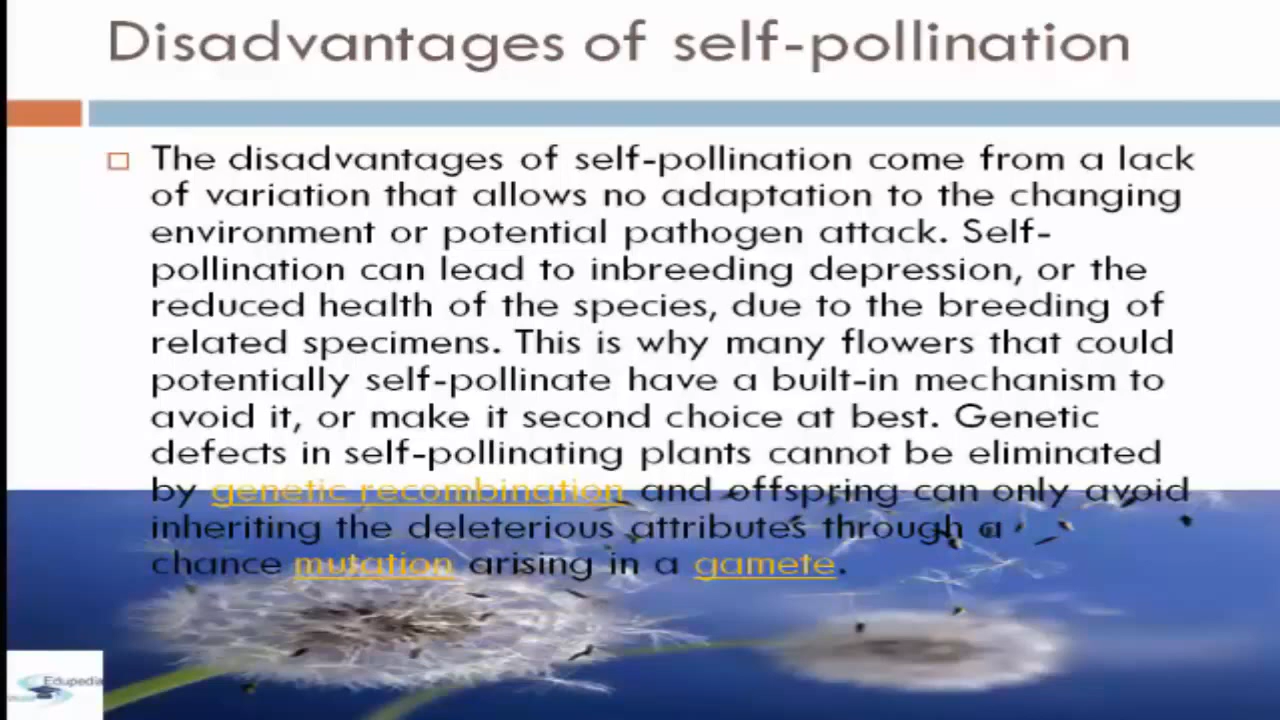 Disadvantages of self-pollination
The disadvantages of self-pollination come from a lack
of variation that allows no adaptation to the changing
environment or potential pathogen attack. Self-
pollination can lead to inbreeding depression, or the
reduced health of the species, due to the breeding of
related specimens. This is why many flowers that could
potentially self-pollinate have a built-in mechanism to
avoid it, or make it second choice at best. Genetic
defects in self-pollinating plants cannot be eliminated
by genetic recombination and offspring can only avoid
inheriting the deleterious attributes through a
chance mutation arising in a gamete.
Edupedia